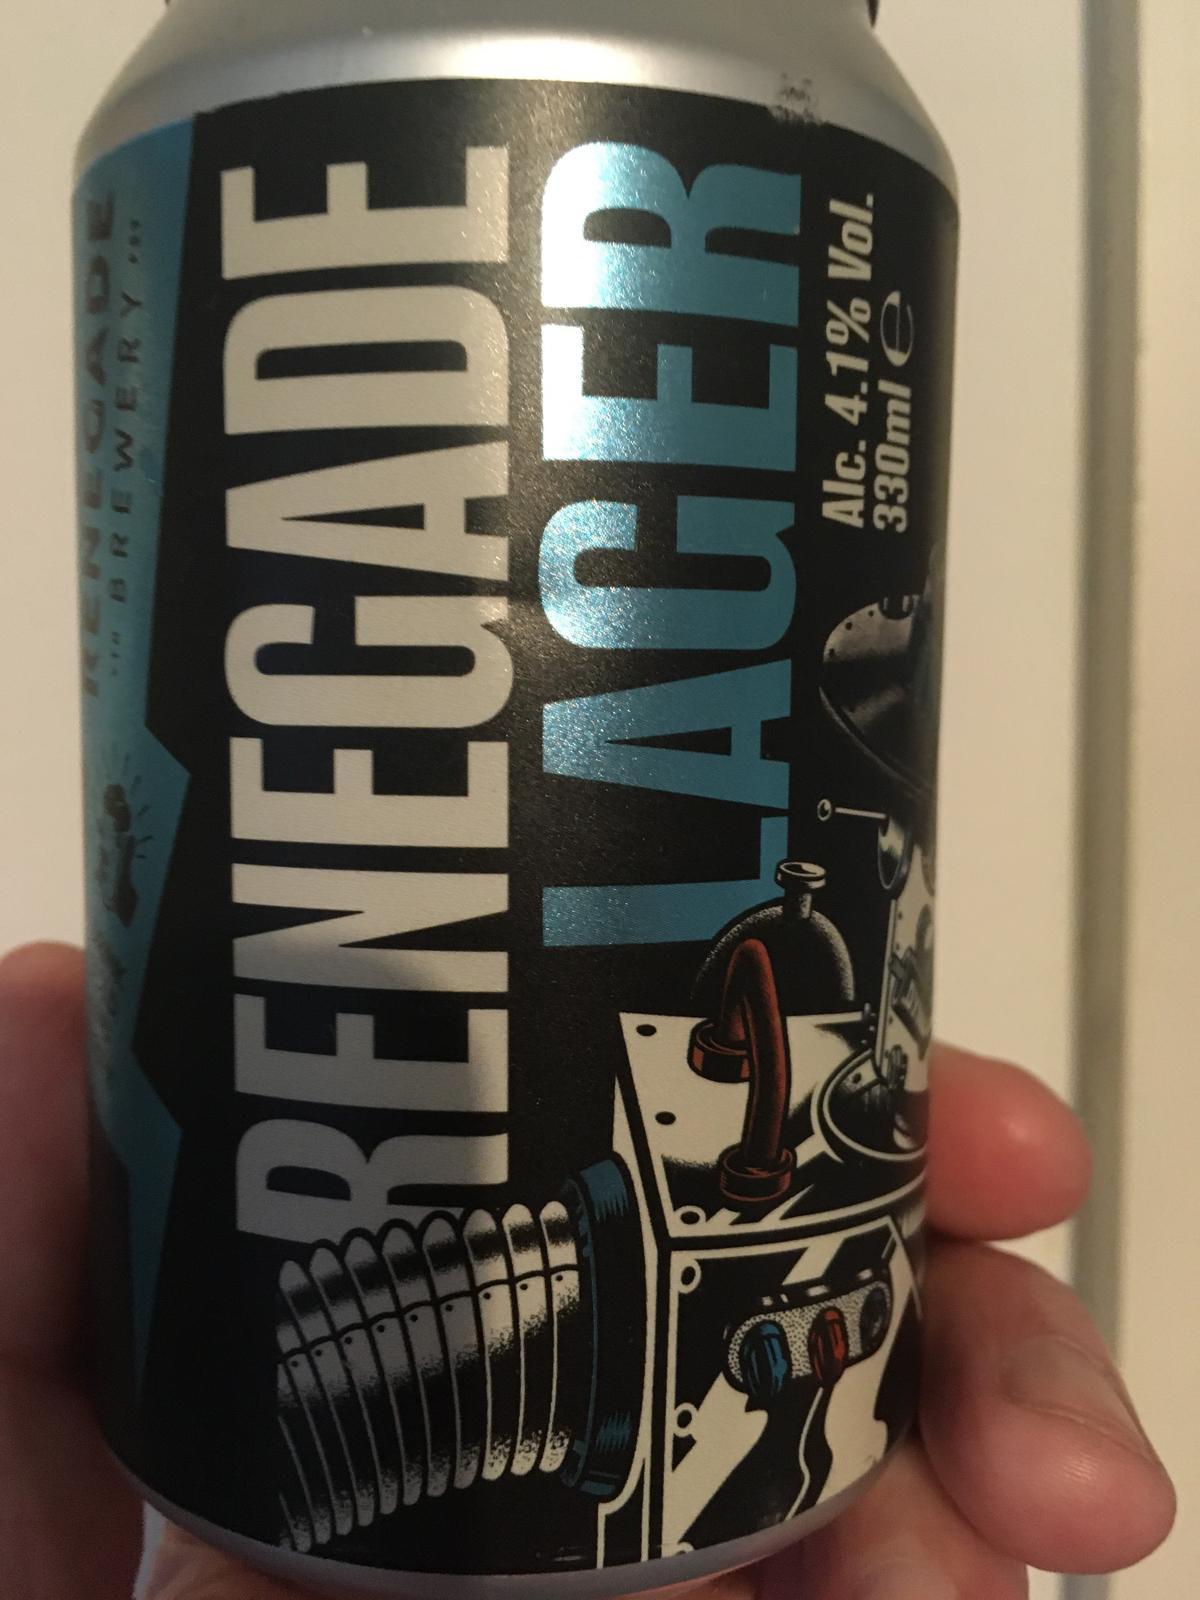 RENEGADE
BREWERY
RENEGADE
LAGER
Alc. 4.1% Vol.
330ml ℮